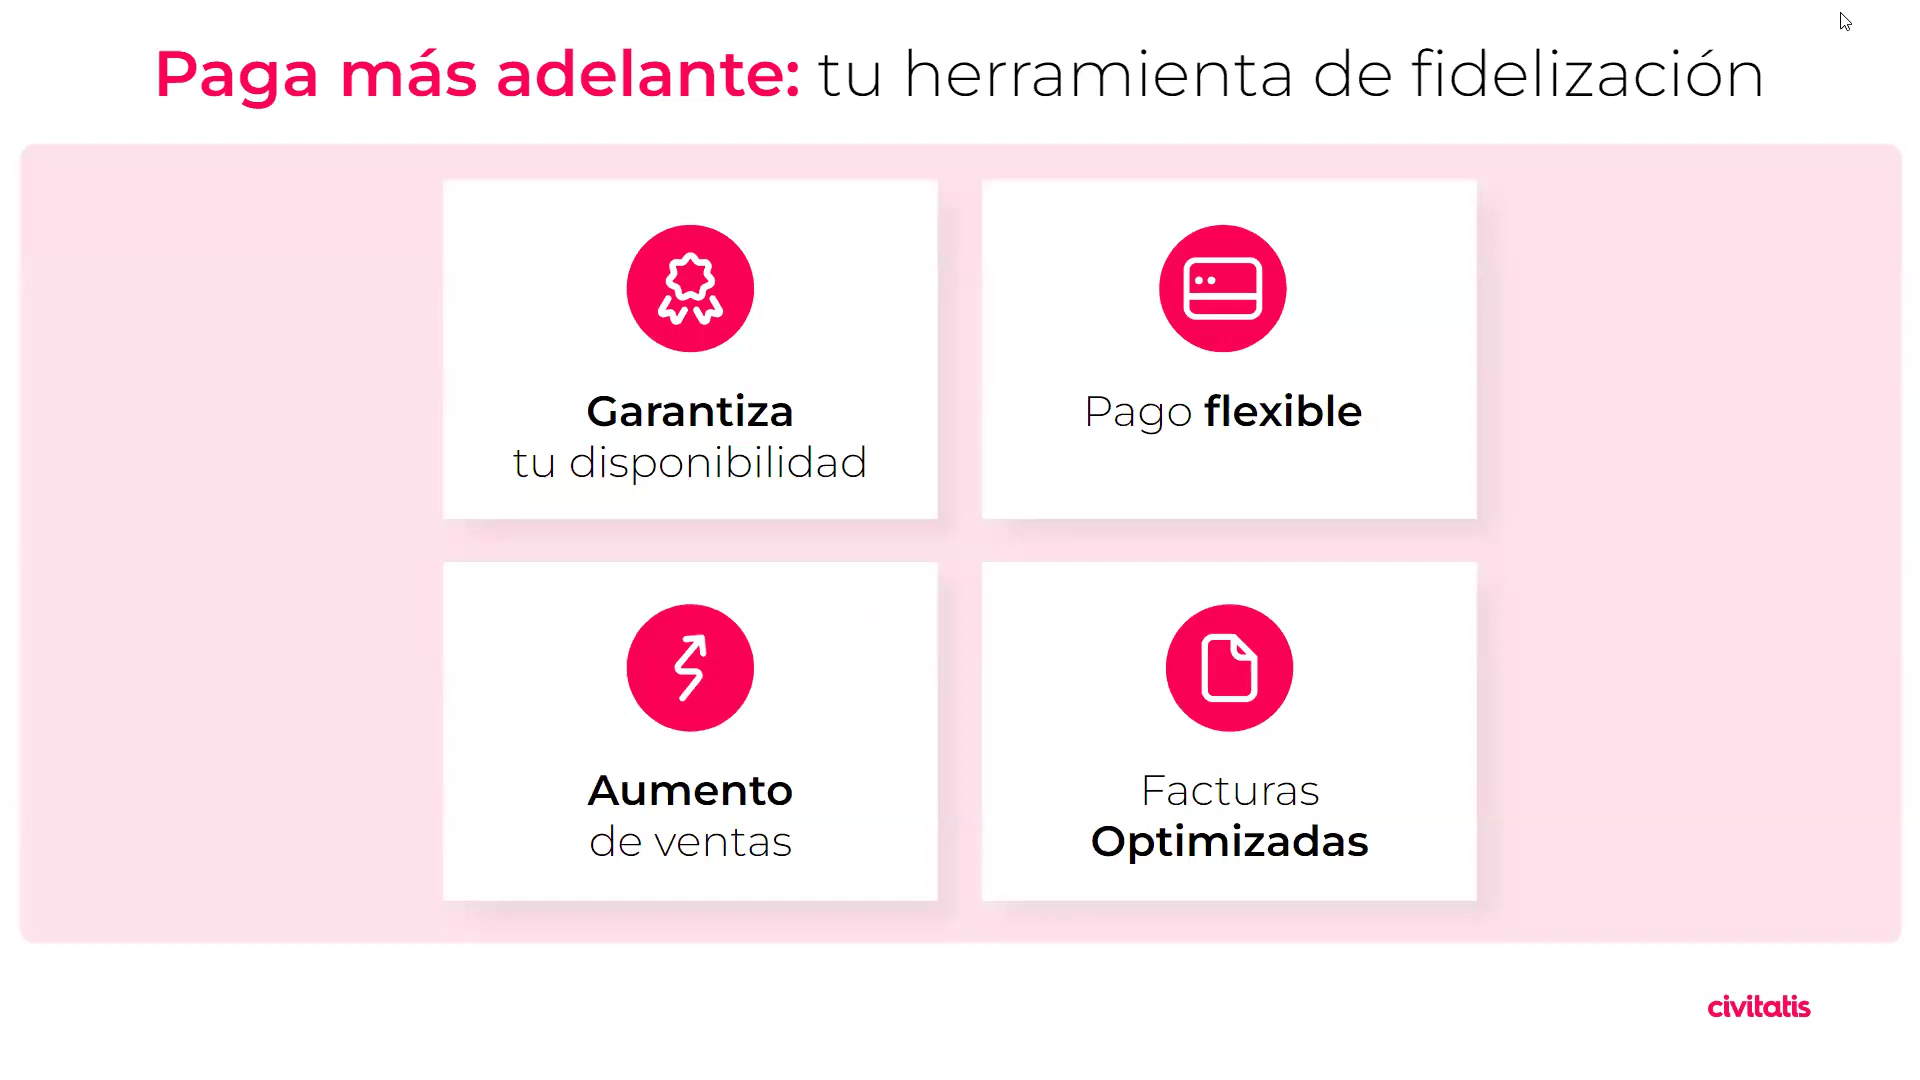 Paga más adelante: tu herramienta de fidelización
Garantiza
tu disponibilidad
Pago flexible
Aumento
de ventas
Facturas
Optimizadas
civitatis